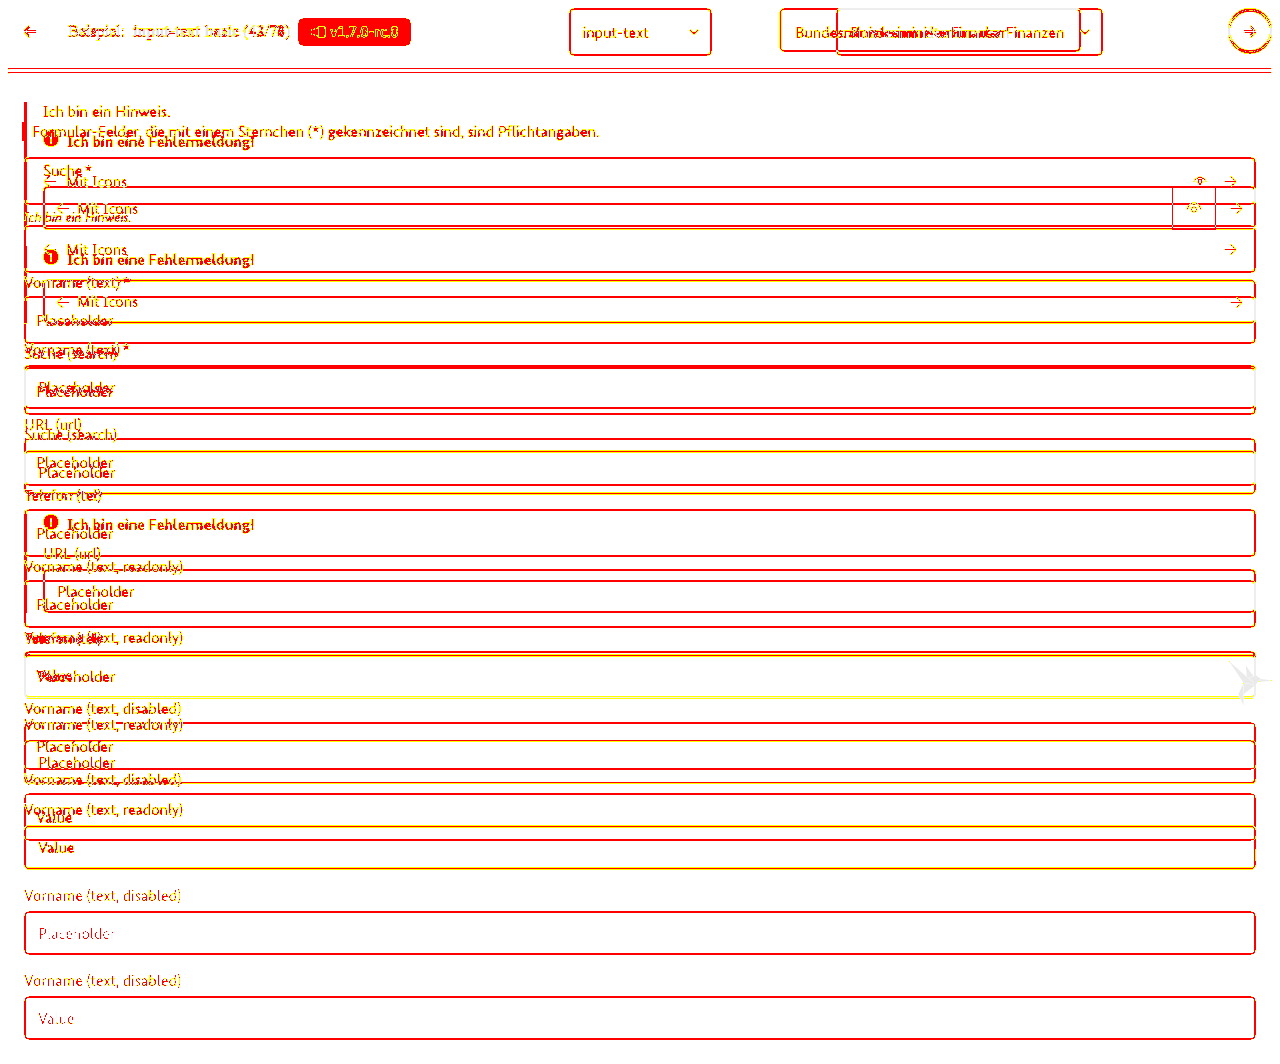 Beispiel: input-text basic (43/78) v1.7.0-rc.0 input-text
Ich bin ein Hinweis.
Formular-Felder, die mit einem Sternchen (*) gekennzeichnet sind, sind Pflichtangaben.
Ich bin eine Fehlermeldung!
Suche *
Mit Icons
Mit Icons
Ich bin ein Hinweis.
Mit Icons
Ich bin eine Fehlermeldung!
Vorname (text) *
Mit Icons
Placeholder
Vorname (text) *
Suche (search)
Placeholder
Placeholder
URL (url)
Suche (search)
Placeholder
Placeholder
Telefon (tel)
Ich bin eine Fehlermeldung!
Placeholder
URL (url)
Vorname (text, readonly)
Placeholder
Placeholder
Vorname (text, readonly)
Value
Placeholder
Vorname (text, disabled)
Vorname (text, readonly)
Placeholder
Placeholder
Vorname (text, disabled)
Vorname (text, readonly)
Value
Value
Vorname (text, disabled)
Placeholder
Vorname (text, disabled)
Value